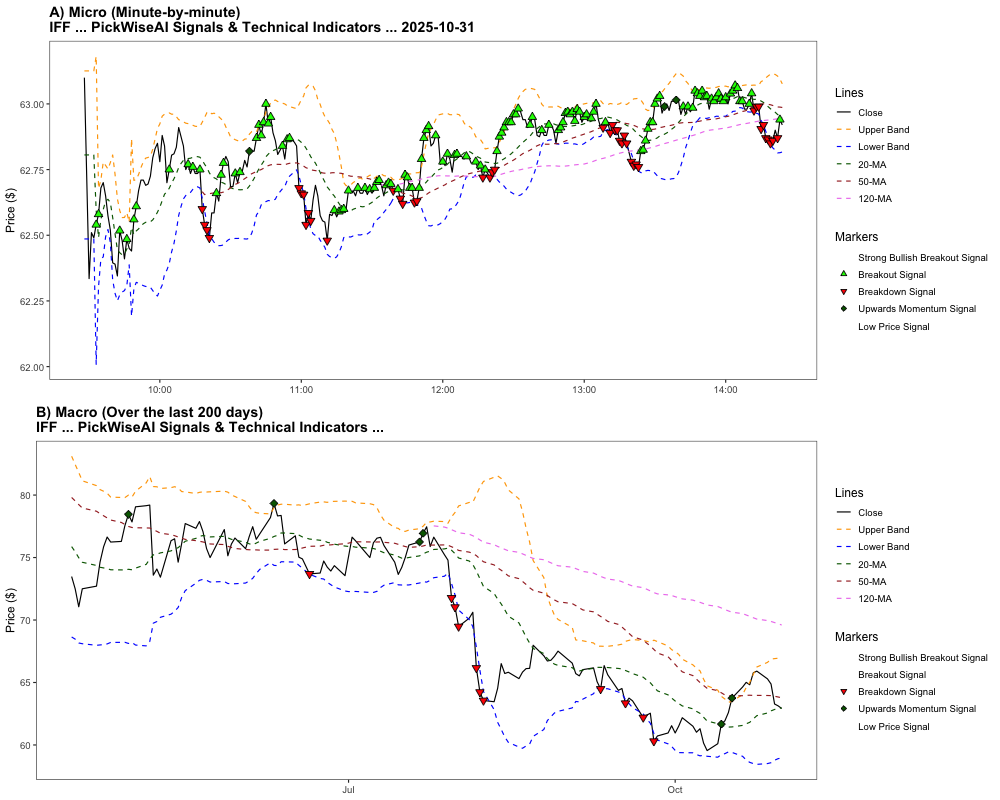 A) Micro (Minute-by-minute)
IFF ... PickWiseAI Signals & Technical Indicators ... 2025-10-31
Price ($)
63.00
62.75
62.50
62.25
62.00
10:00
11:00
12:00
13:00
14:00
Lines
Close
Upper Band
Lower Band
20-MA
50-MA
120-MA
Markers
Strong Bullish Breakout Signal
Breakout Signal
Breakdown Signal
Upwards Momentum Signal
Low Price Signal
B) Macro (Over the last 200 days)
IFF ... PickWiseAI Signals & Technical Indicators ...
Price ($)
80
75
70
65
60
Jul
Oct
Lines
Close
Upper Band
Lower Band
20-MA
50-MA
120-MA
Markers
Strong Bullish Breakout Signal
Breakout Signal
Breakdown Signal
Upwards Momentum Signal
Low Price Signal